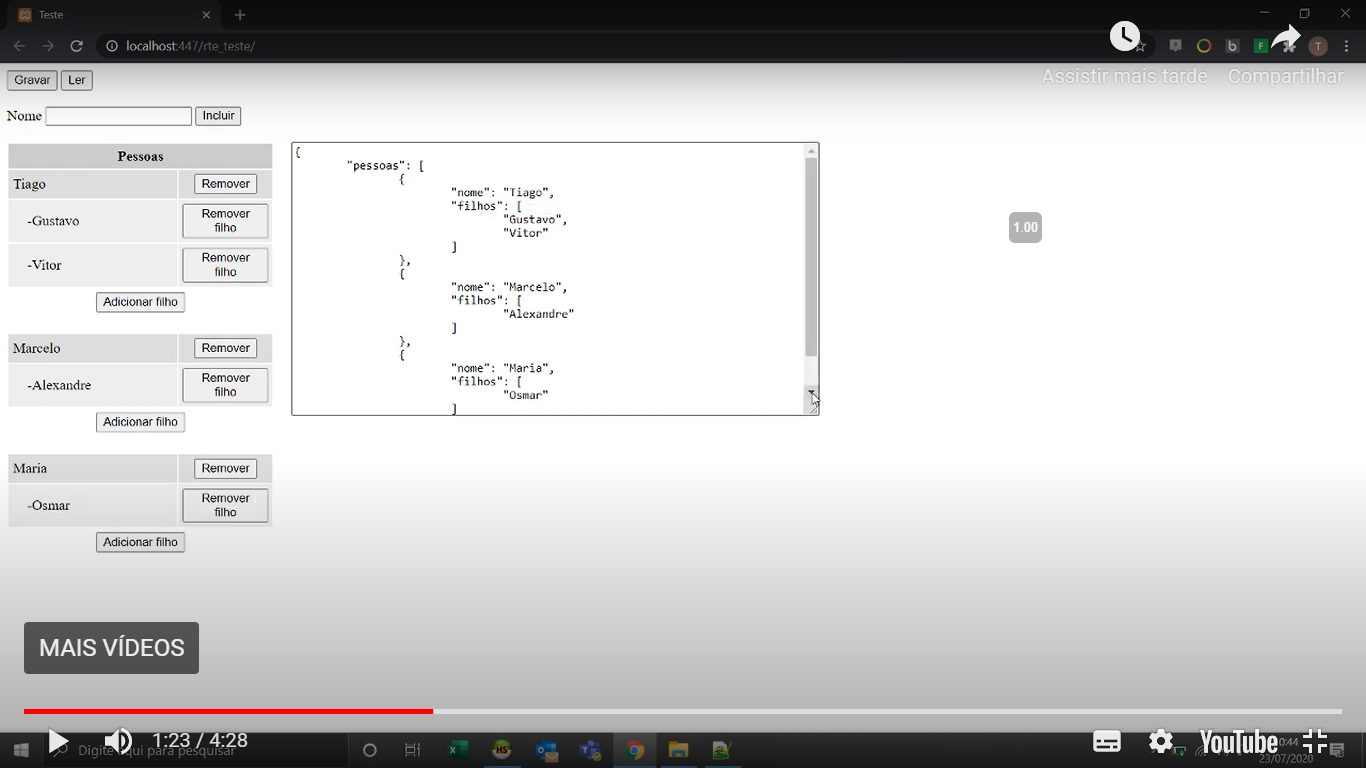 Teste
localhost:447/rte_teste/
Assistir mais tarde Compartilhar
Gravar Ler
Nome Incluir
Pessoas
Tiago Remover
-Gustavo Remover filho
-Vitor Remover filho
Adicionar filho
Marcelo Remover
-Alexandre Remover filho
Adicionar filho
Maria Remover
-Osmar Remover filho
Adicionar filho
{
"pessoas": [
{
"nome": "Tiago",
"filhos": [
"Gustavo",
"Vitor"
]
},
{
"nome": "Marcelo",
"filhos": [
"Alexandre"
]
},
{
"nome": "Maria",
"filhos": [
"Osmar"
]
1.00
MAIS VÍDEOS
1:23 / 4:28
YouTube
Digite aqui para pesquisar
23/07/2020